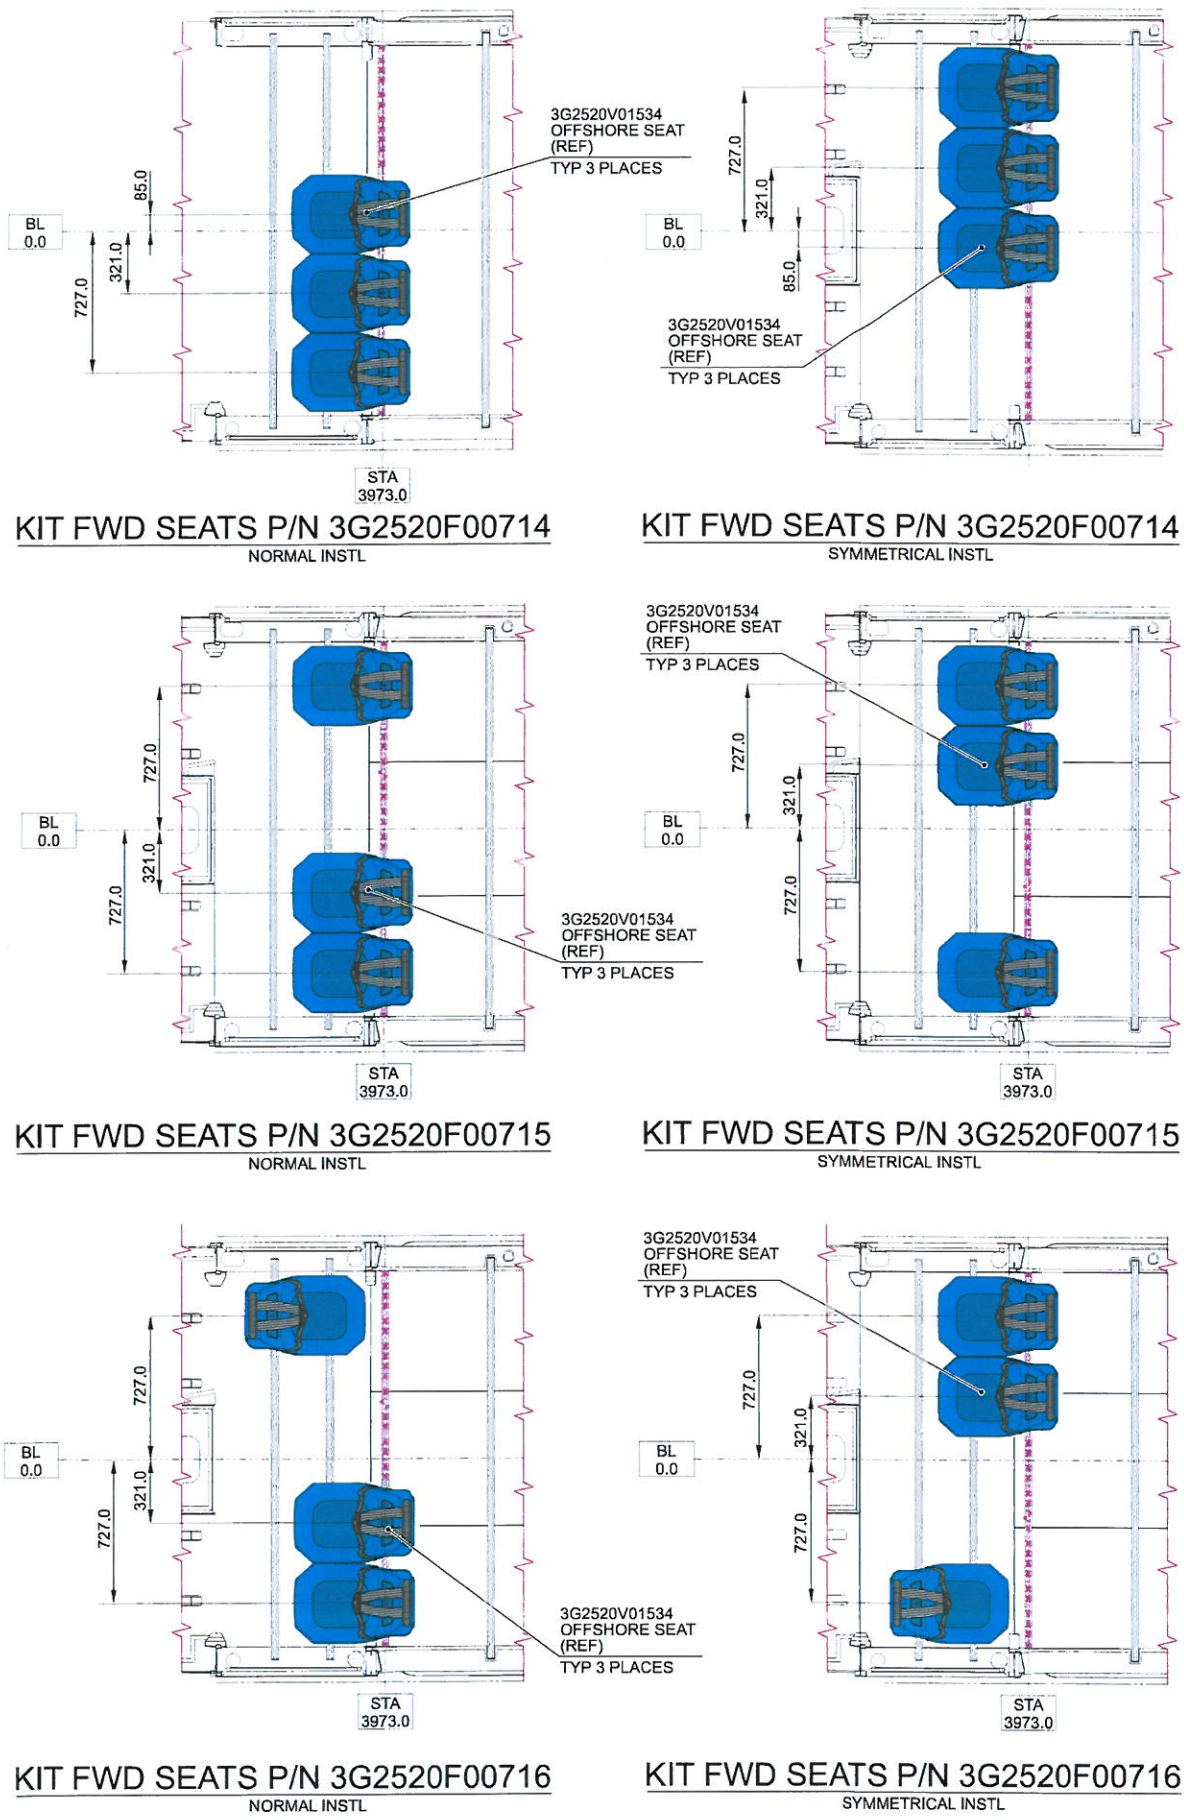 3G2520V01534
OFFSHORE SEAT
(REF)
TYP 3 PLACES
85.0
BL
0.0
321.0
727.0
STA
3973.0
KIT FWD SEATS P/N 3G2520F00714
NORMAL INSTL
727.0
321.0
BL
0.0
85.0
3G2520V01534
OFFSHORE SEAT
(REF)
TYP 3 PLACES
KIT FWD SEATS P/N 3G2520F00714
SYMMETRICAL INSTL
727.0
BL
0.0
321.0
727.0
3G2520V01534
OFFSHORE SEAT
(REF)
TYP 3 PLACES
STA
3973.0
KIT FWD SEATS P/N 3G2520F00715
NORMAL INSTL
3G2520V01534
OFFSHORE SEAT
(REF)
TYP 3 PLACES
727.0
321.0
BL
0.0
727.0
STA
3973.0
KIT FWD SEATS P/N 3G2520F00715
SYMMETRICAL INSTL
727.0
BL
0.0
321.0
727.0
3G2520V01534
OFFSHORE SEAT
(REF)
TYP 3 PLACES
STA
3973.0
KIT FWD SEATS P/N 3G2520F00716
NORMAL INSTL
3G2520V01534
OFFSHORE SEAT
(REF)
TYP 3 PLACES
727.0
321.0
BL
0.0
727.0
STA
3973.0
KIT FWD SEATS P/N 3G2520F00716
SYMMETRICAL INSTL